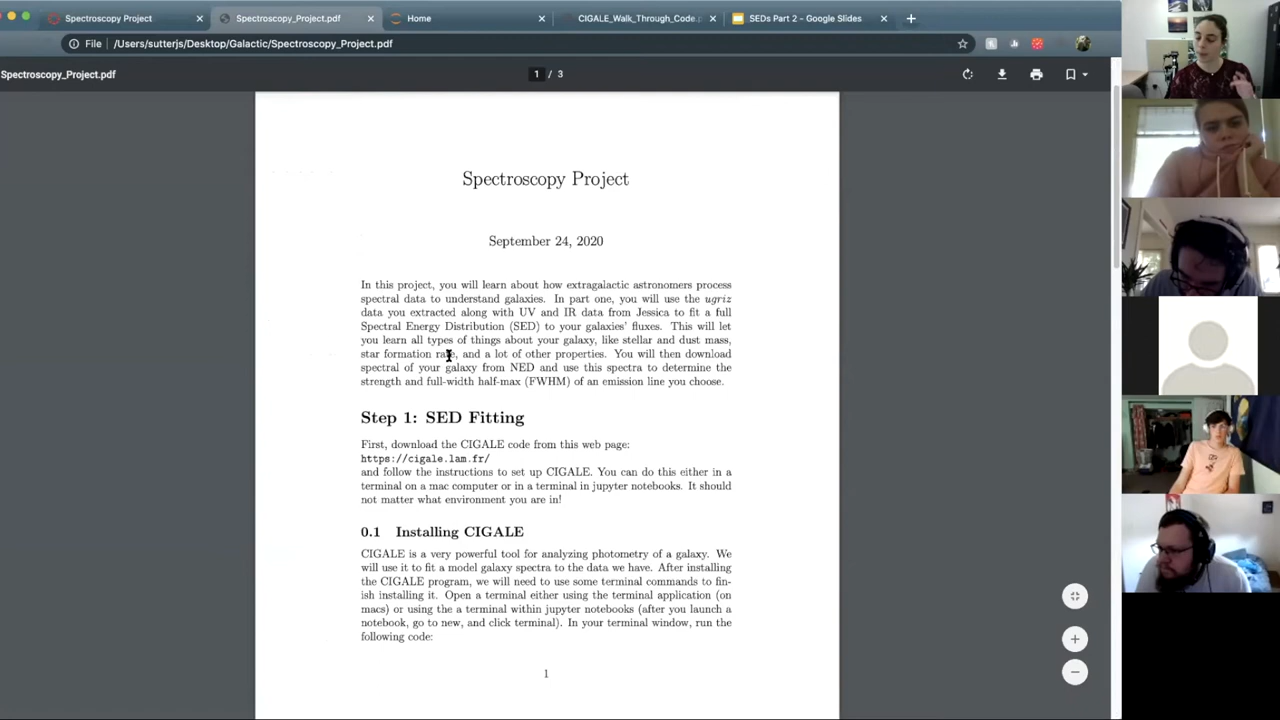 Spectroscopy Project
Spectroscopy_Project.pdf
Home
CIGALE_Walk_Through_Code.p
SEDs Part 2 - Google Slides
File
/Users/sutterjs/Desktop/Galactic/Spectroscopy_Project.pdf
Spectroscopy_Project.pdf
1 / 3
Spectroscopy Project
September 24, 2020
In this project, you will learn about how extragalactic astronomers process
spectral data to understand galaxies. In part one, you will use the ugriz
data you extracted along with UV and IR data from Jessica to fit a full
Spectral Energy Distribution (SED) to your galaxies' fluxes. This will let
you learn all types of things about your galaxy, like stellar and dust mass,
star formation rate, and a lot of other properties. You will then download
spectral of your galaxy from NED and use this spectra to determine the
strength and full-width half-max (FWHM) of an emission line you choose.
Step 1: SED Fitting
First, download the CIGALE code from this web page:
https://cigale.lam.fr/
and follow the instructions to set up CIGALE. You can do this either in a
terminal on a mac computer or in a terminal in jupyter notebooks. It should
not matter what environment you are in!
0.1 Installing CIGALE
CIGALE is a very powerful tool for analyzing photometry of a galaxy. We
will use it to fit a model galaxy spectra to the data we have. After installing
the CIGALE program, we will need to use some terminal commands to fin-
ish installing it. Open a terminal either using the terminal application (on
macs) or using the a terminal within jupyter notebooks (after you launch a
notebook, go to new, and click terminal). In your terminal window, run the
following code:
1